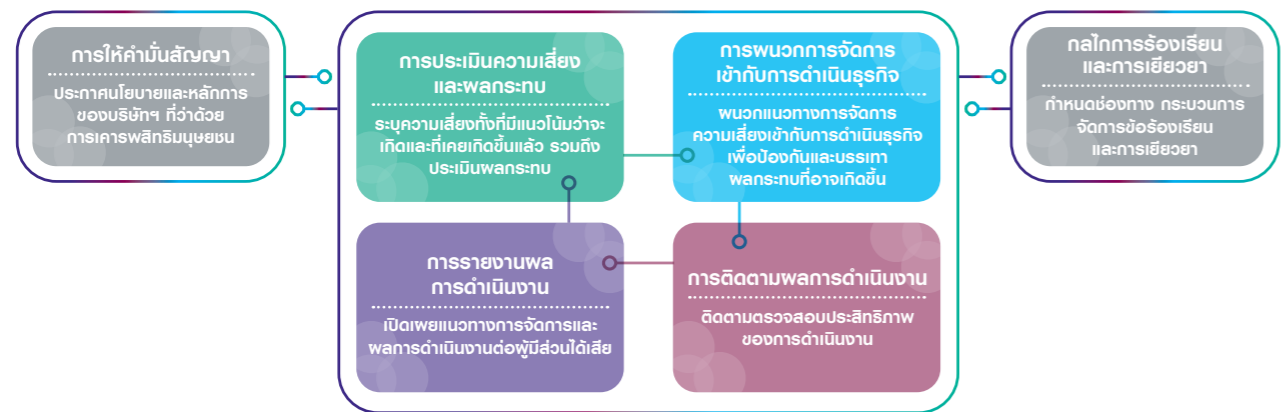 การให้คำมั่นสัญญา
ประกาศนโยบายและหลักการ
ของบริษัทฯ ที่ว่าด้วย
การเคารพสิทธิมนุษยชน
การประเมินความเสี่ยง
และผลกระทบ
ระบุความเสี่ยงทั้งที่มีแนวโน้มว่าจะ
เกิดและที่เคยเกิดขึ้นแล้ว รวมถึง
ประเมินผลกระทบ
การผนวกการจัดการ
เข้ากับการดำเนินธุรกิจ
ผนวกแนวทางการจัดการ
ความเสี่ยงเข้ากับการดำเนินธุรกิจ
เพื่อป้องกันและบรรเทา
ผลกระทบที่อาจเกิดขึ้น
การรายงานผล
การดำเนินงาน
เปิดเผยแนวทางการจัดการและ
ผลการดำเนินงานต่อผู้มีส่วนได้เสีย
การติดตามผลการดำเนินงาน
ติดตามตรวจสอบประสิทธิภาพ
ของการดำเนินงาน
กลไกการร้องเรียน
และการเยียวยา
กำหนดช่องทาง กระบวนการ
จัดการข้อร้องเรียน
และการเยียวยา